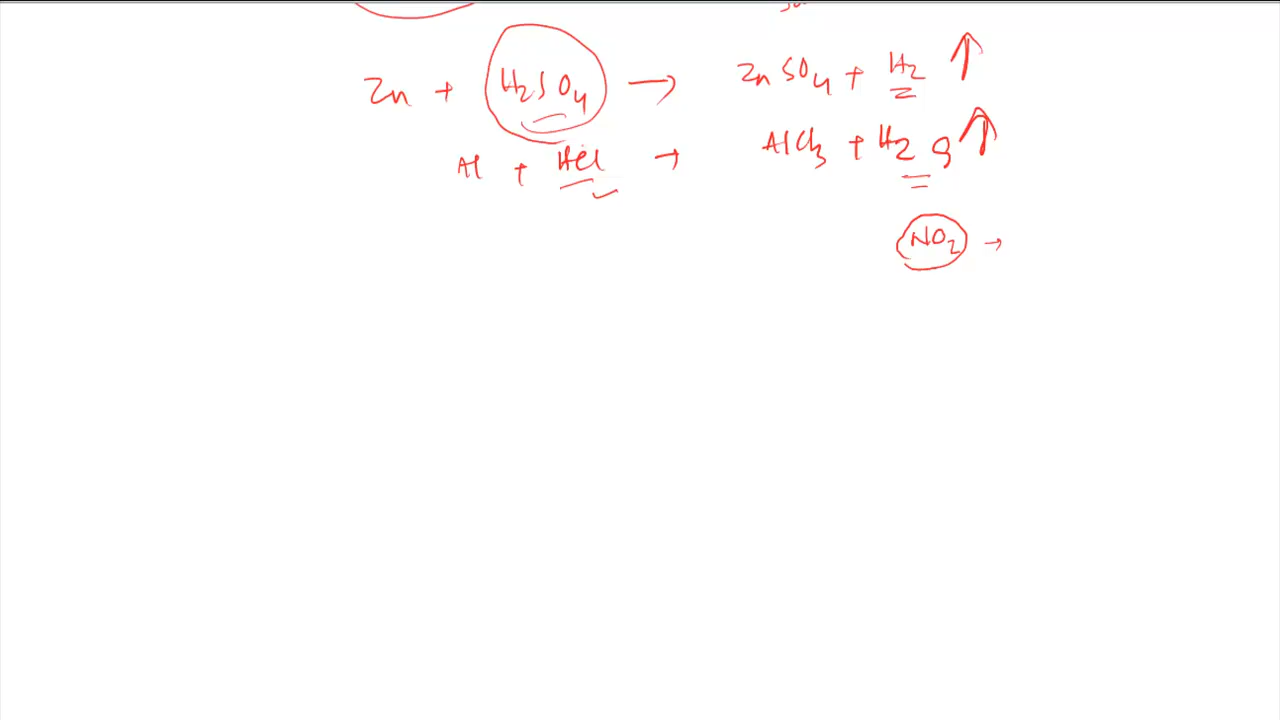 Zn + H2SO4 → ZnSO4 + H2 ↑
Al + HCl → AlCl3 + H2 g ↑
NO2 →